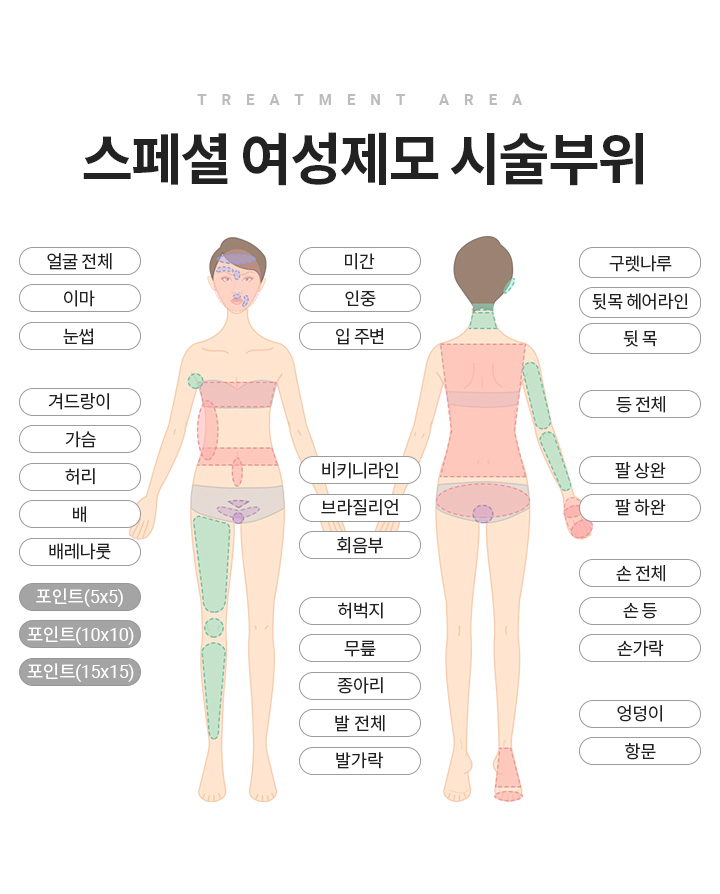 TREATMENT AREA
스페셜 여성제모 시술부위
얼굴 전체
이마
눈썹
겨드랑이
가슴
허리
배
배레나룻
포인트(5x5)
포인트(10x10)
포인트(15x15)
미간
인중
입 주변
비키니라인
브라질리언
회음부
허벅지
무릎
종아리
발 전체
발가락
구렛나루
뒷목 헤어라인
뒷 목
등 전체
팔 상완
팔 하완
손 전체
손 등
손가락
엉덩이
항문